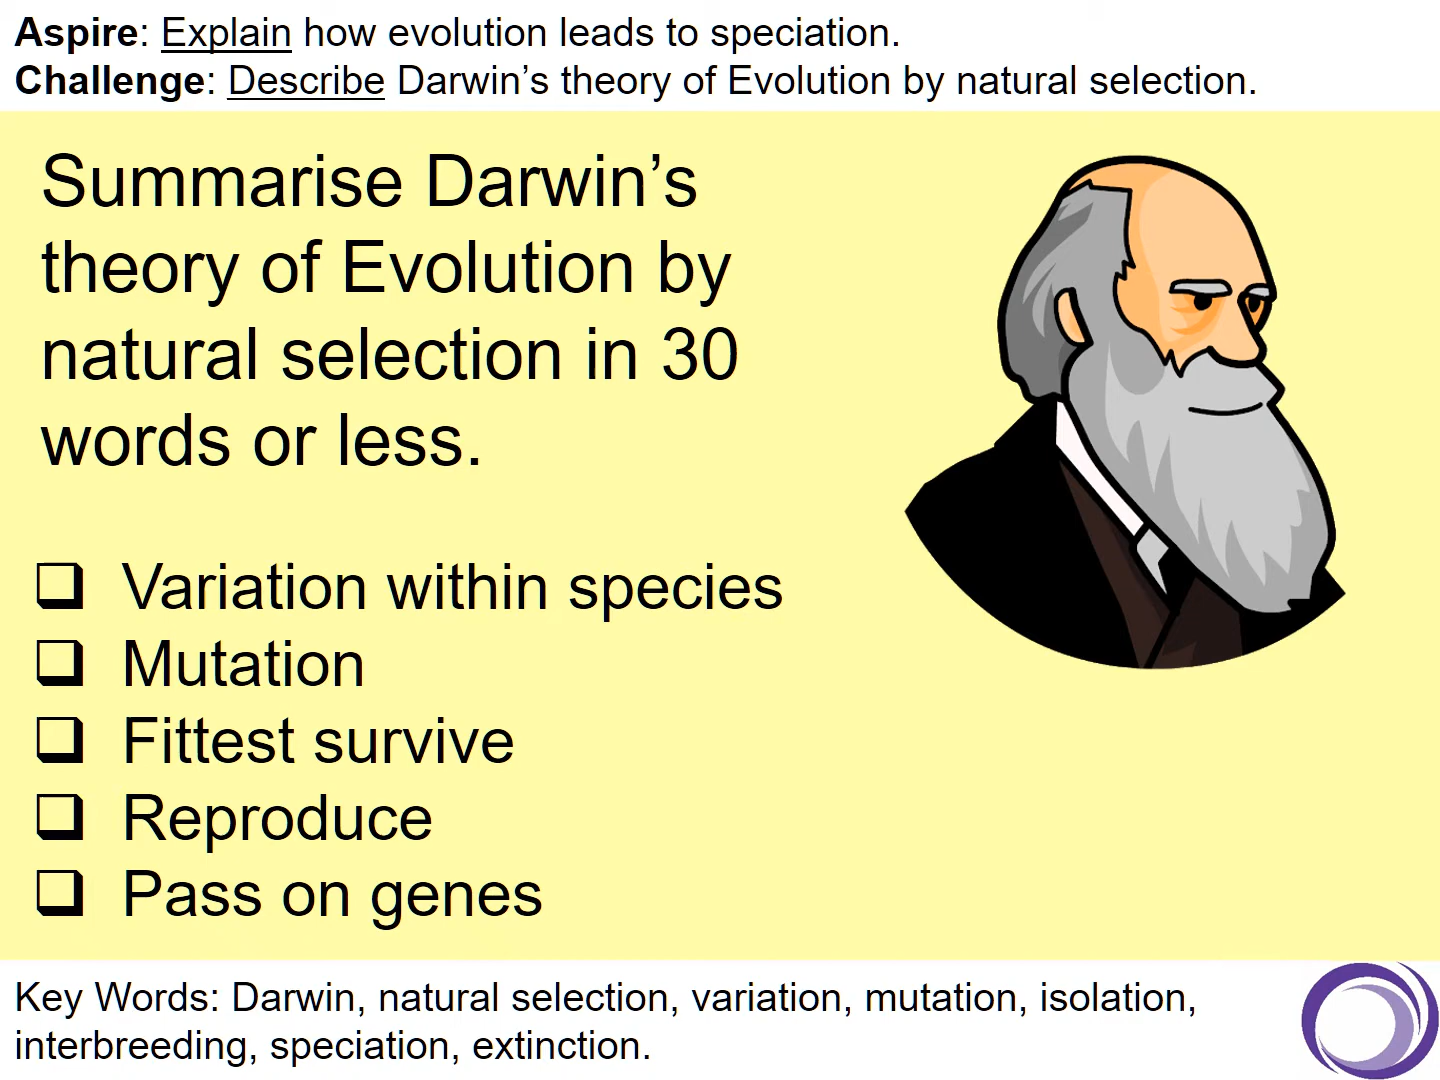 Aspire: Explain how evolution leads to speciation.
Challenge: Describe Darwin’s theory of Evolution by natural selection.
Summarise Darwin’s
theory of Evolution by
natural selection in 30
words or less.
❑ Variation within species
❑ Mutation
❑ Fittest survive
❑ Reproduce
❑ Pass on genes
Key Words: Darwin, natural selection, variation, mutation, isolation,
interbreeding, speciation, extinction.